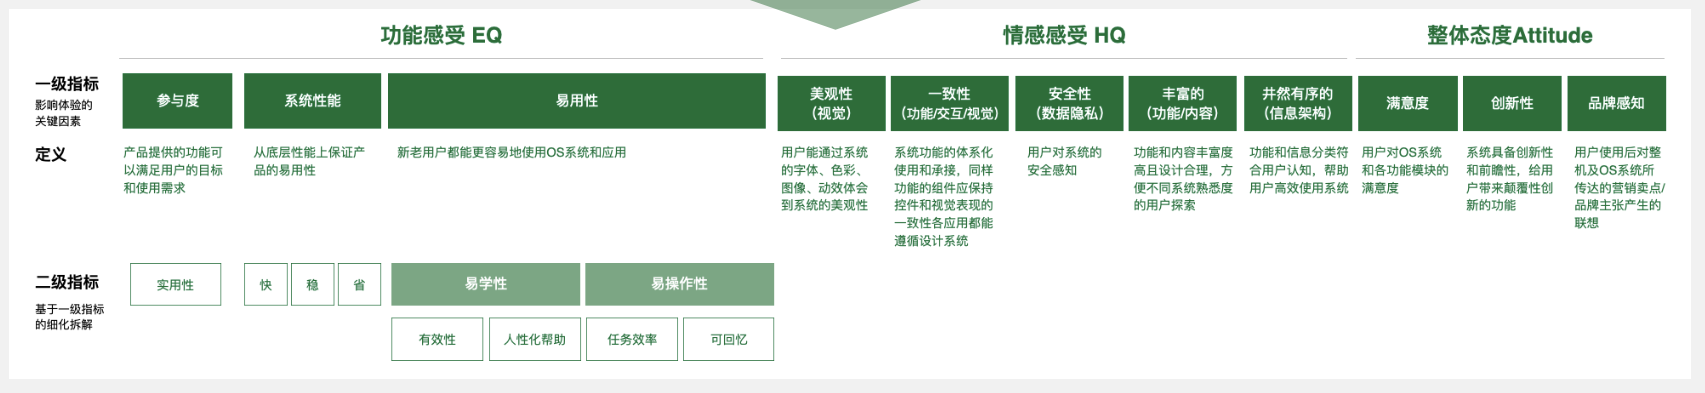 功能感受 EQ
情感感受 HQ
整体态度Attitude
一级指标
影响体验的
关键因素
参与度
系统性能
易用性
美观性
（视觉）
一致性
（功能/交互/视觉）
安全性
（数据隐私）
丰富的
（功能/内容）
井然有序的
（信息架构）
满意度
创新性
品牌感知
定义
产品提供的功能可
以满足用户的目标
和使用需求
从底层性能上保证产
品的易用性
新老用户都能更容易地使用OS系统和应用
用户能通过系统
的字体、色彩、
图像、动效体会
到系统的美观性
系统功能的体系化
使用和承接，同样
功能的组件应保持
控件和视觉表现的
一致性各应用都能
遵循设计系统
用户对系统的
安全感知
功能和内容丰富度
高且设计合理，方
便不同系统熟悉度
的用户探索
功能和信息分类符
合用户认知，帮助
用户高效使用系统
用户对OS系统
和各功能模块的
满意度
系统具备创新性
和前瞻性，给用
户带来颠覆性创
新的功能
用户使用后对整
机及OS系统所
传达的营销卖点/
品牌主张产生的
联想
二级指标
基于一级指标
的细化拆解
实用性
快
稳
省
易学性
易操作性
有效性
人性化帮助
任务效率
可回忆